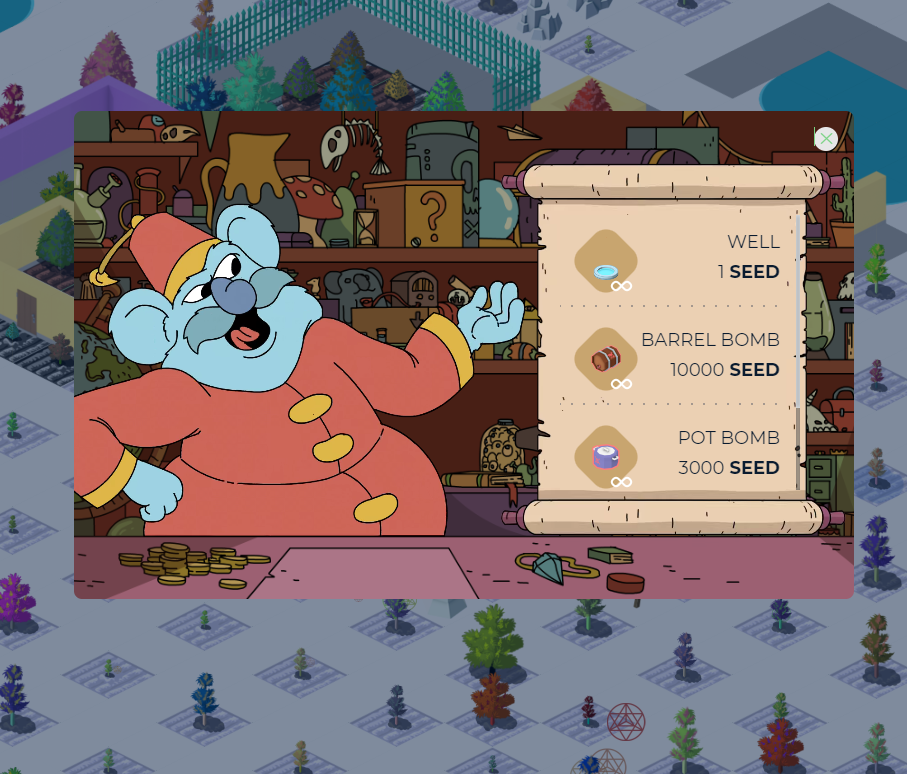 ?
WELL
1 SEED
∞
BARREL BOMB
10000 SEED
∞
POT BOMB
3000 SEED
∞